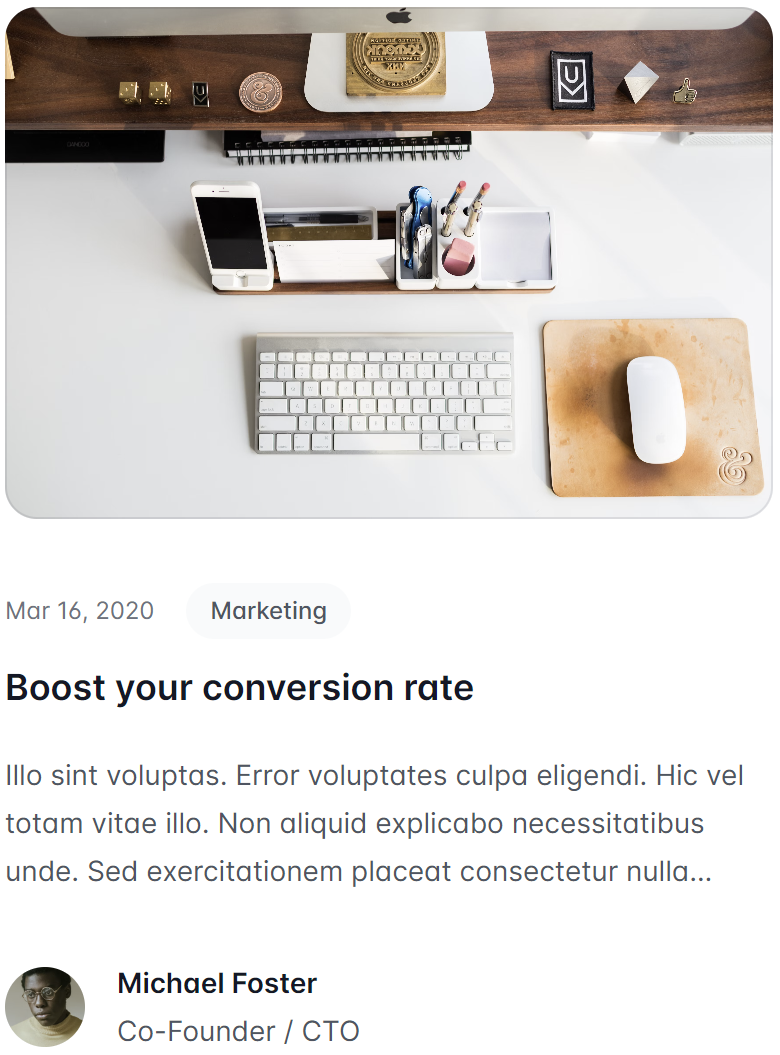 Mar 16, 2020
Marketing
Boost your conversion rate
Illo sint voluptas. Error voluptates culpa eligendi. Hic vel
totam vitae illo. Non aliquid explicabo necessitatibus
unde. Sed exercitationem placeat consectetur nulla...
Michael Foster
Co-Founder / CTO